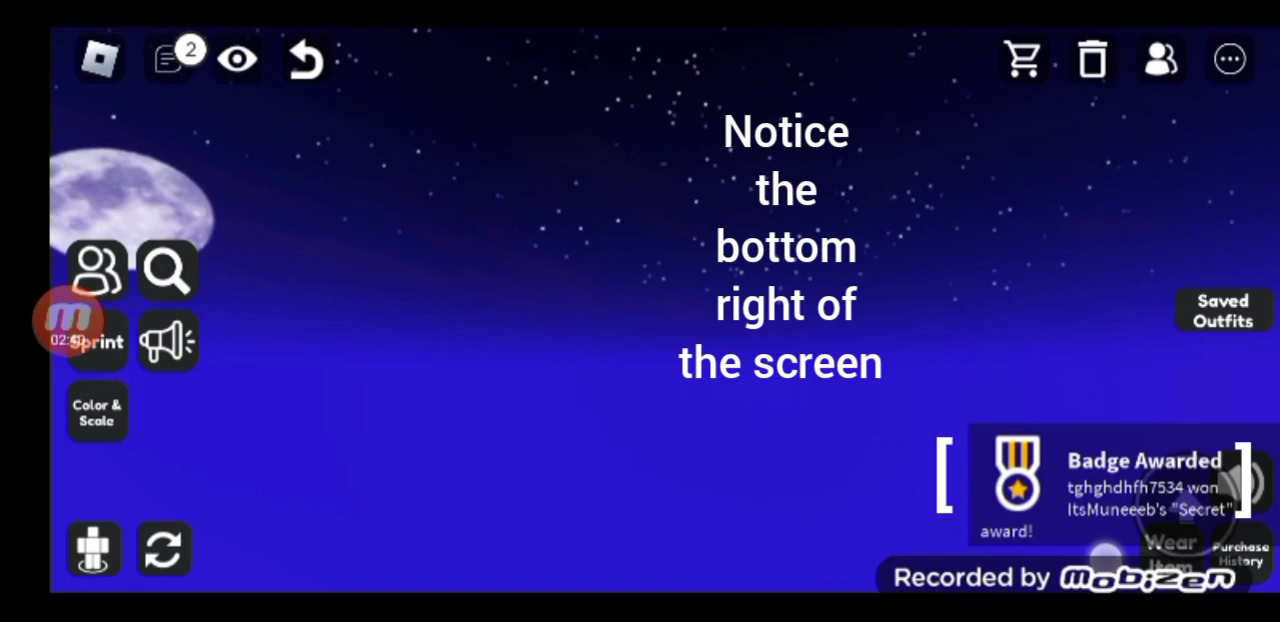 2
Notice
the
bottom
right of
the screen
Saved
Outfits
Sprint
Color &
Scale
[
]
Badge Awarded
tghghdhfh7534 won
ItsMuneeeb's "Secret"
award!
Wear
Item
Purchase
History
Recorded by Mobizen